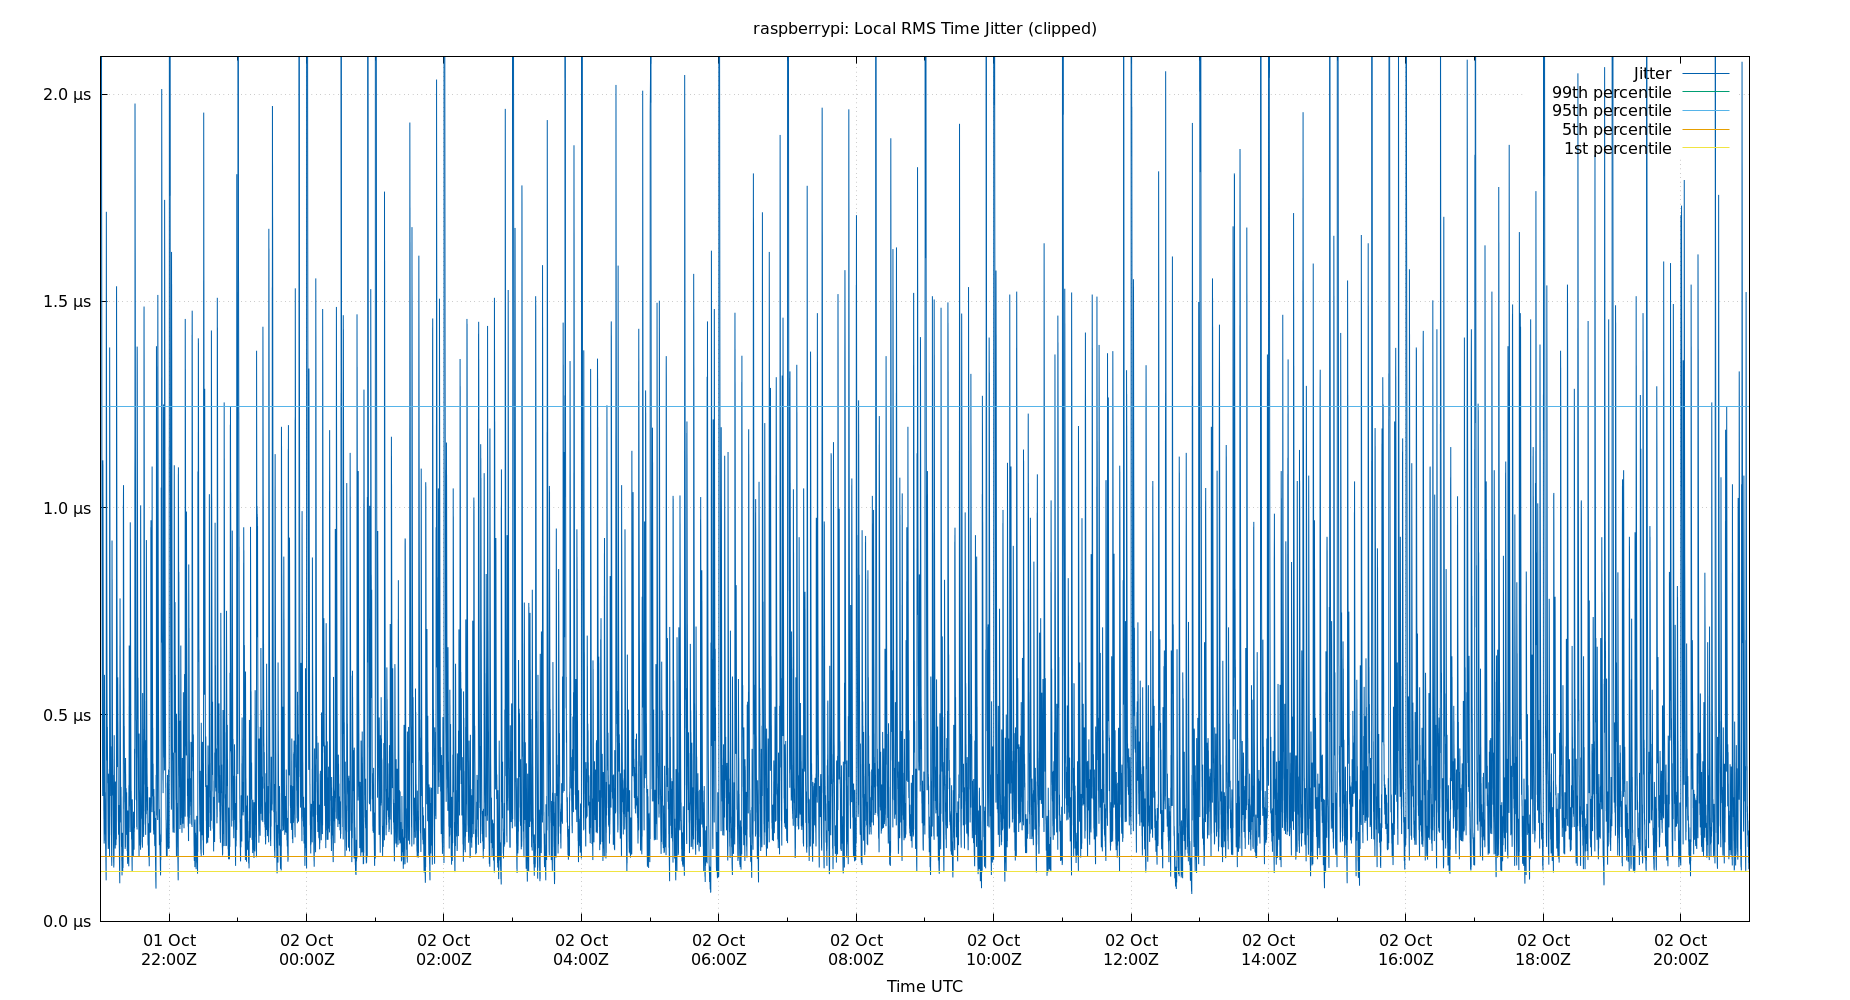 raspberrypi: Local RMS Time Jitter (clipped)
2.0 µs
1.5 µs
1.0 µs
0.5 µs
0.0 µs
Jitter
99th percentile
95th percentile
5th percentile
1st percentile
01 Oct 02 Oct 02 Oct 02 Oct 02 Oct 02 Oct 02 Oct 02 Oct 02 Oct 02 Oct 02 Oct 02 Oct
22:00Z 00:00Z 02:00Z 04:00Z 06:00Z 08:00Z 10:00Z 12:00Z 14:00Z 16:00Z 18:00Z 20:00Z
Time UTC